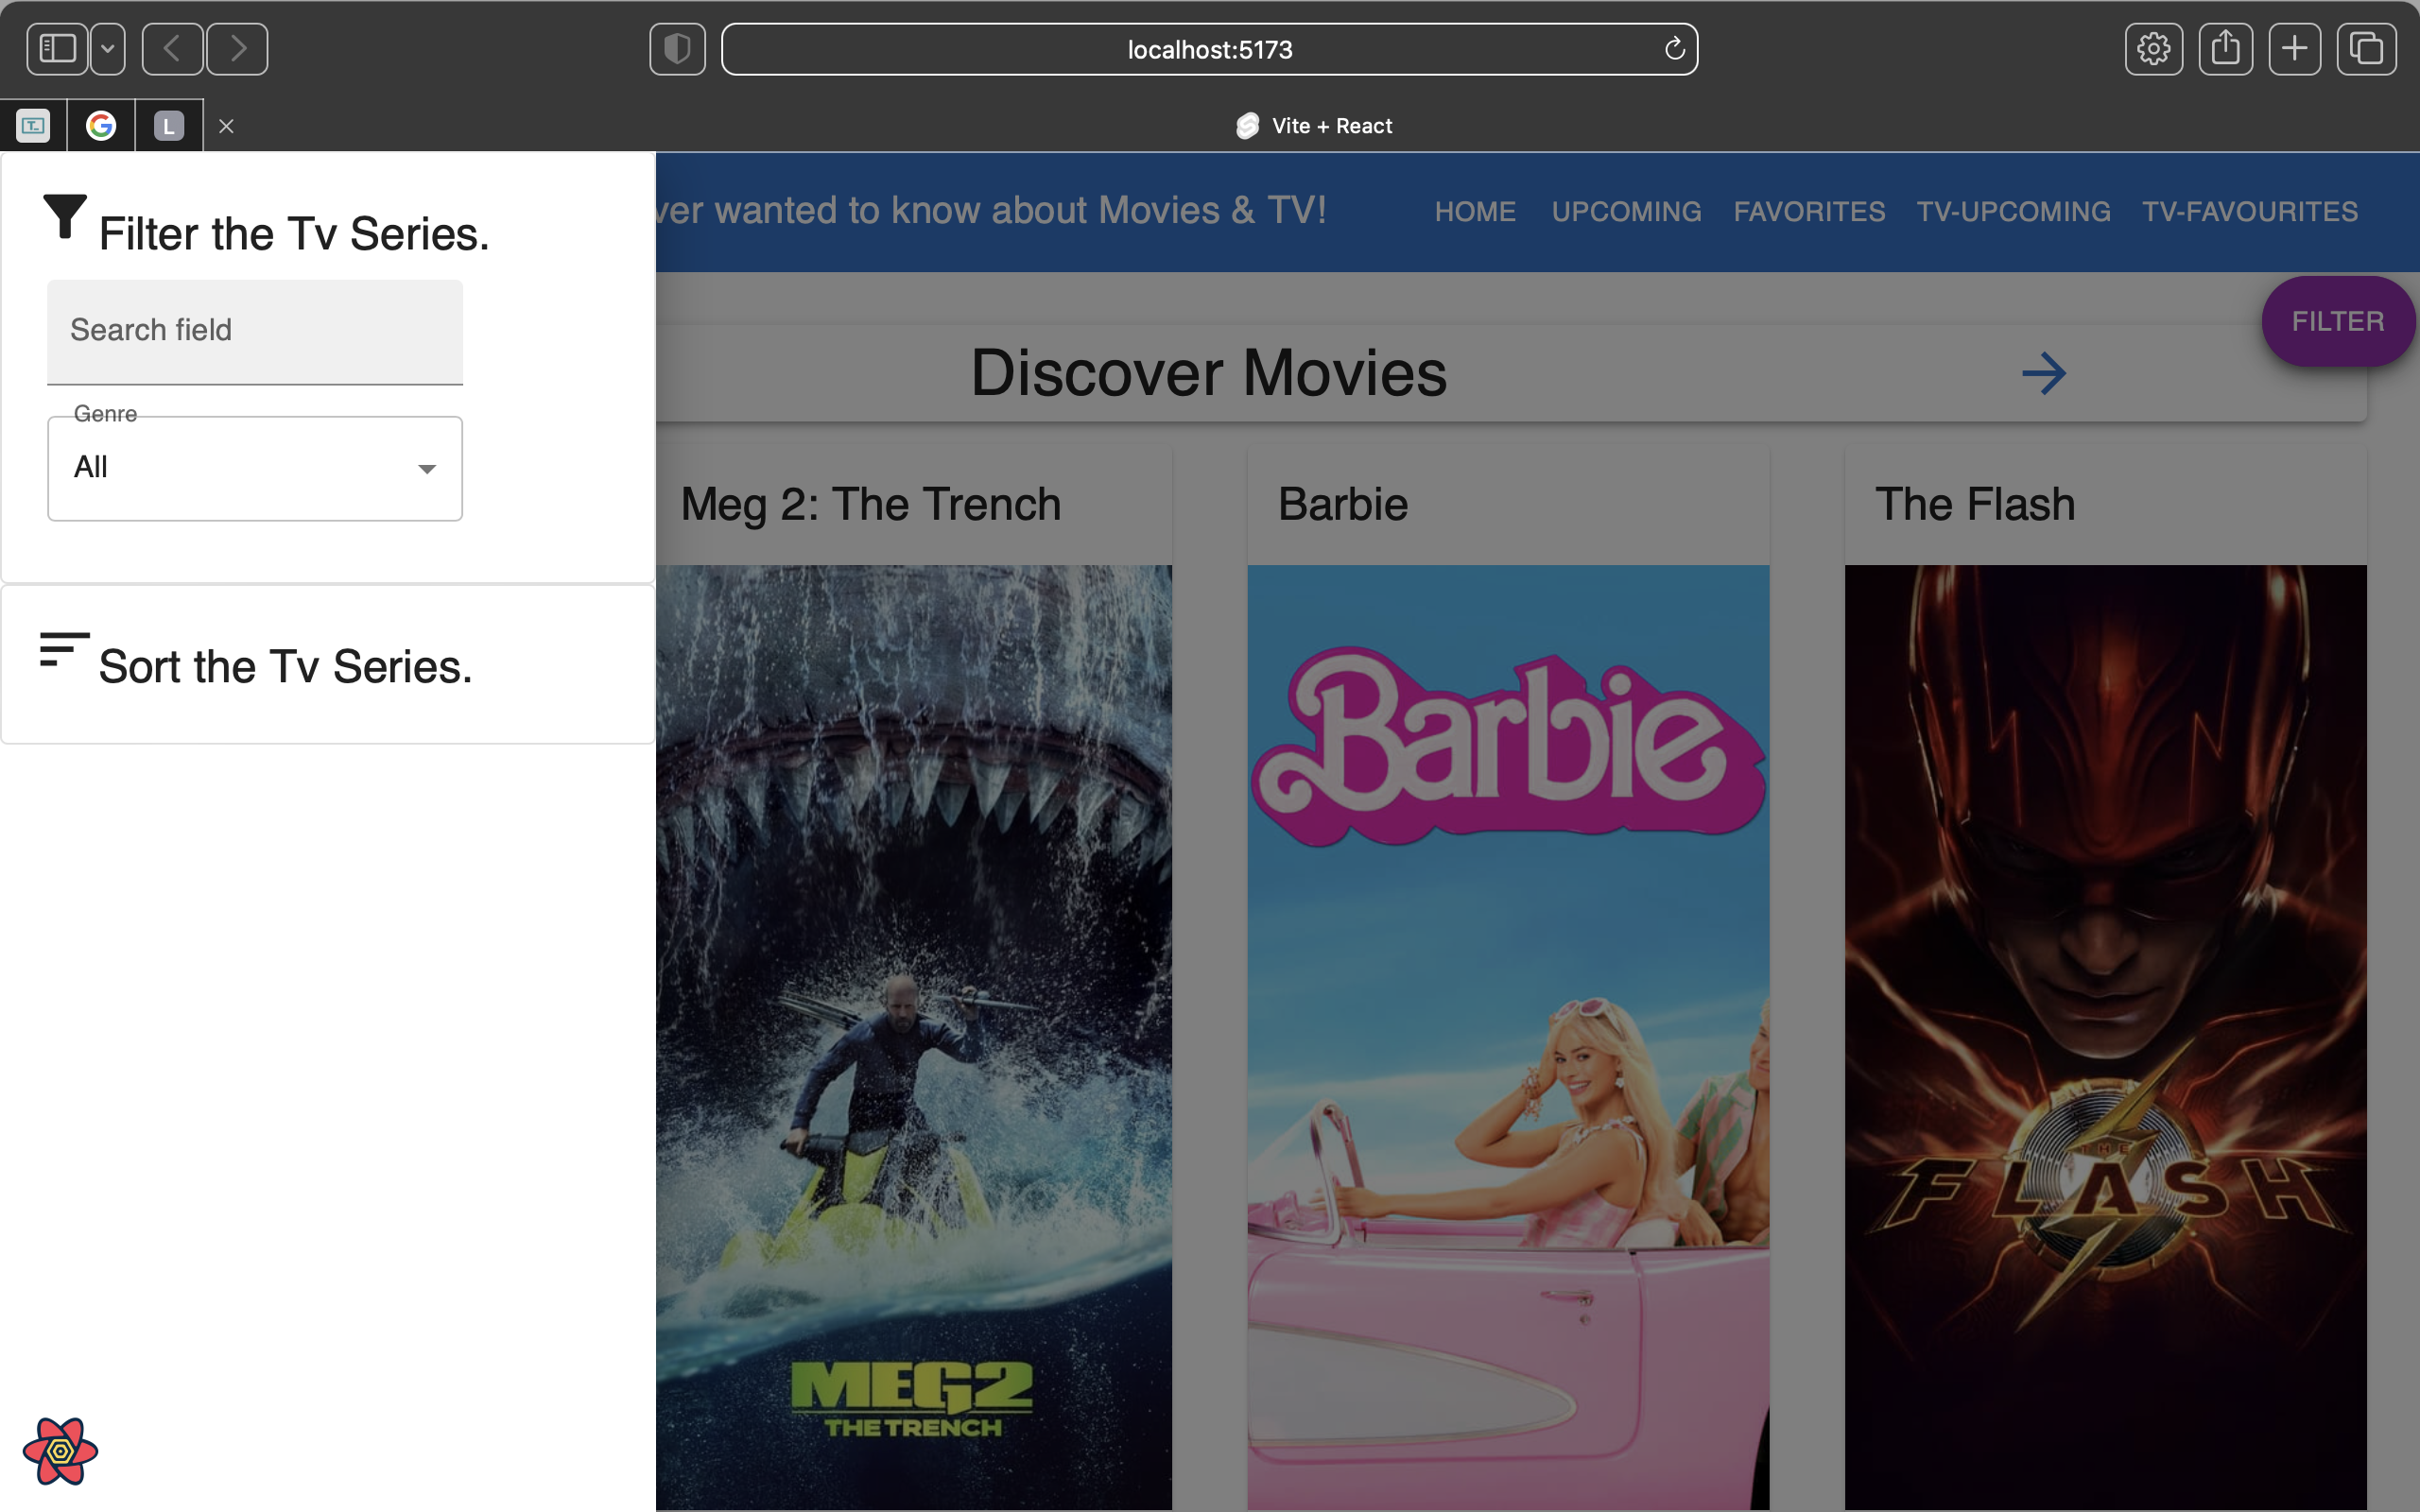 localhost:5173
T_
L
Vite + React
ver wanted to know about Movies & TV!
HOME
UPCOMING
FAVORITES
TV-UPCOMING
TV-FAVOURITES
Filter the Tv Series.
Search field
Genre
All
Sort the Tv Series.
FILTER
Discover Movies
Meg 2: The Trench
Barbie
The Flash
Barbie
MEG2
THE TRENCH
THE
FLASH